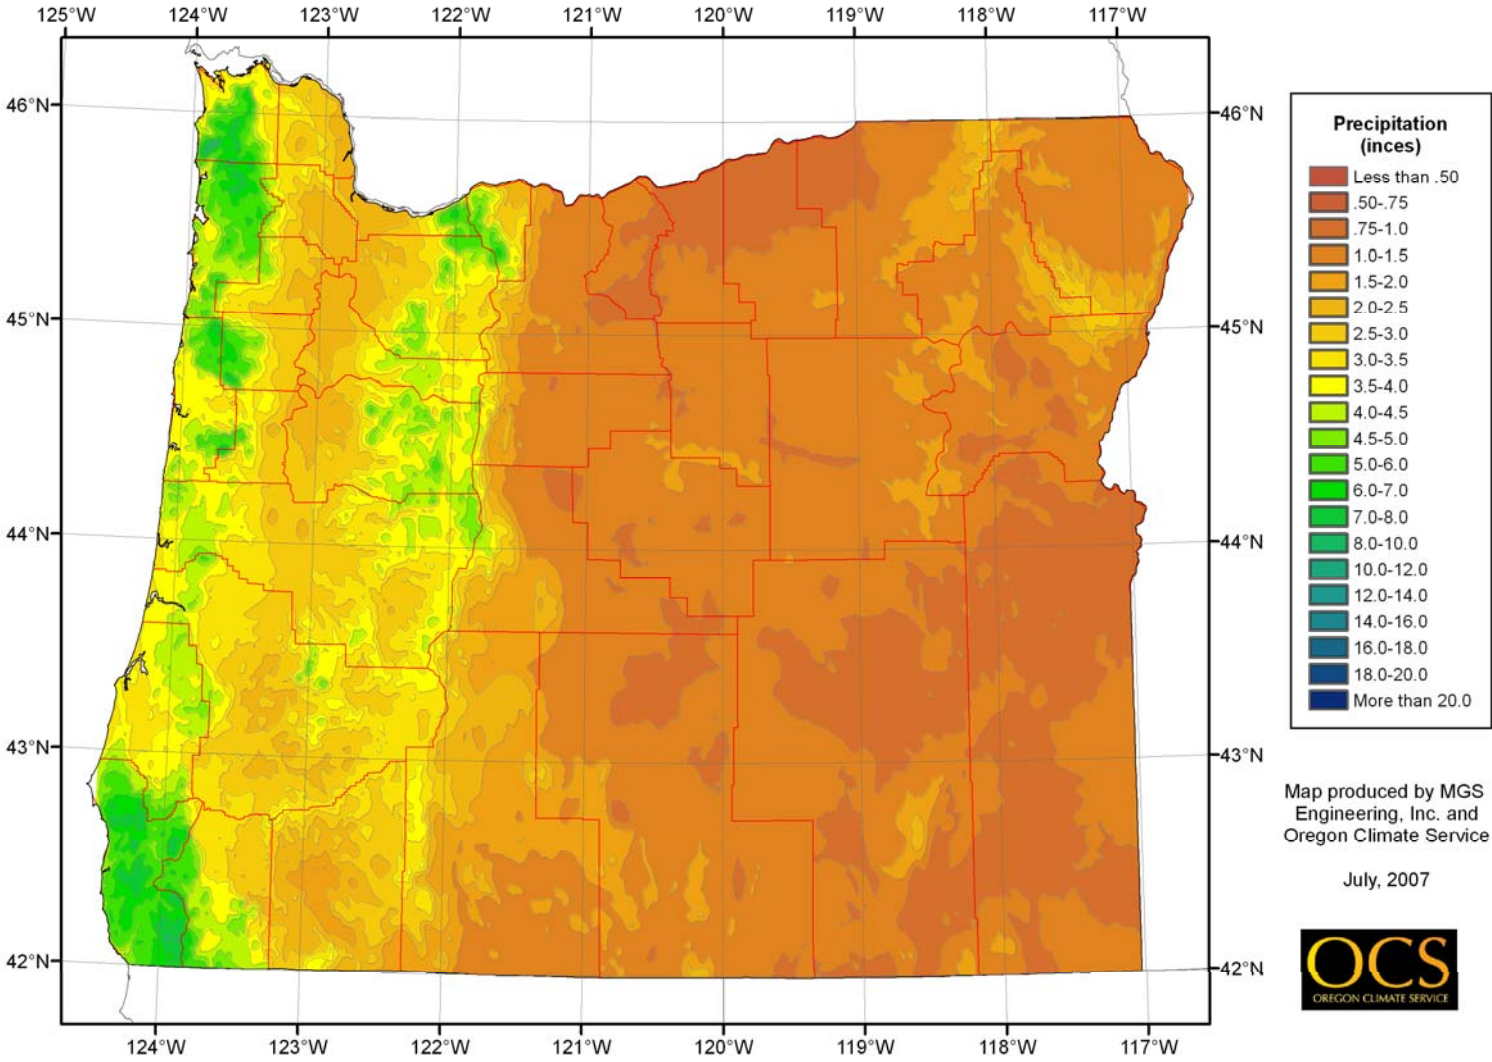 125°W 124°W 123°W 122°W 121°W 120°W 119°W 118°W 117°W
46°N
45°N
44°N
43°N
42°N
46°N
45°N
44°N
43°N
42°N
124°W 123°W 122°W 121°W 120°W 119°W 118°W 117°W
Precipitation
(inces)
Less than .50
.50-.75
.75-1.0
1.0-1.5
1.5-2.0
2.0-2.5
2.5-3.0
3.0-3.5
3.5-4.0
4.0-4.5
4.5-5.0
5.0-6.0
6.0-7.0
7.0-8.0
8.0-10.0
10.0-12.0
12.0-14.0
14.0-16.0
16.0-18.0
18.0-20.0
More than 20.0
Map produced by MGS
Engineering, Inc. and
Oregon Climate Service
July, 2007
OCS
OREGON CLIMATE SERVICE